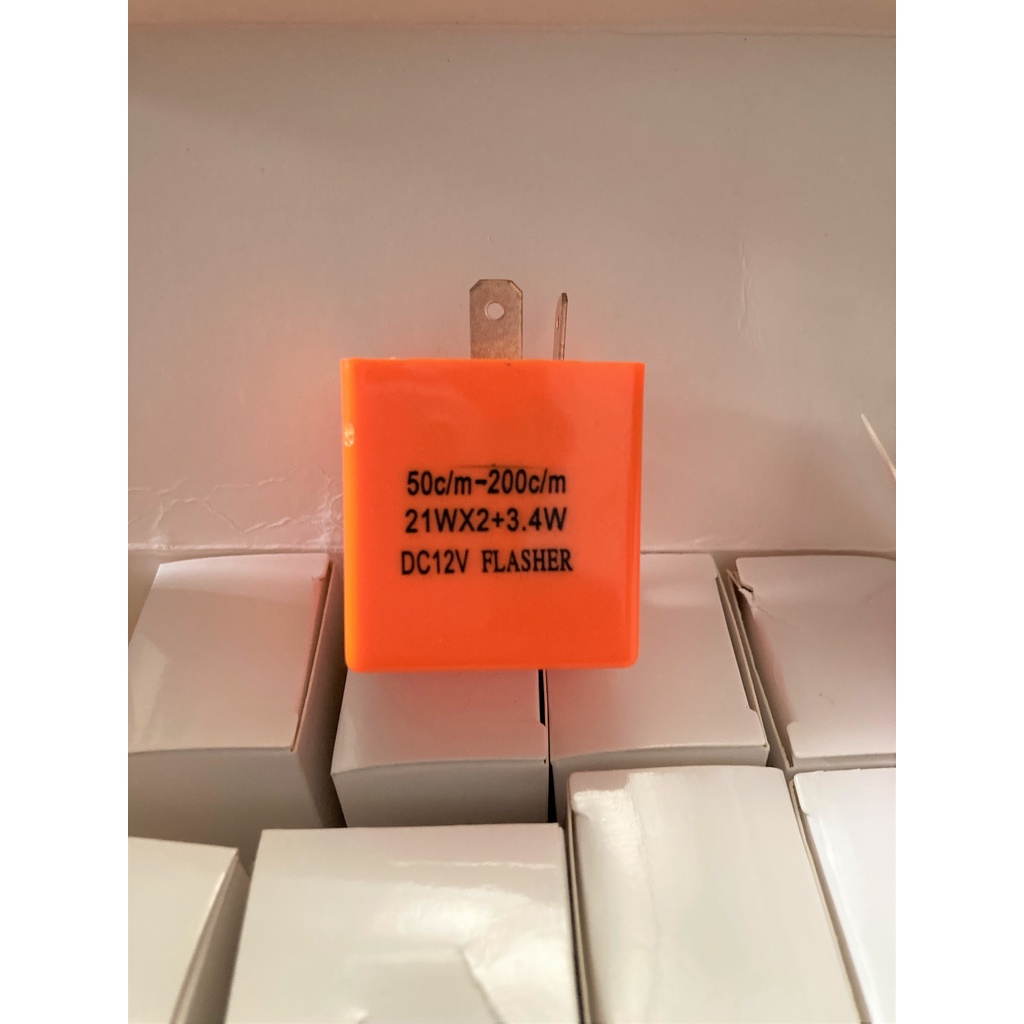 50c/m-200c/m
21WX2+3.4W
DC12V FLASHER